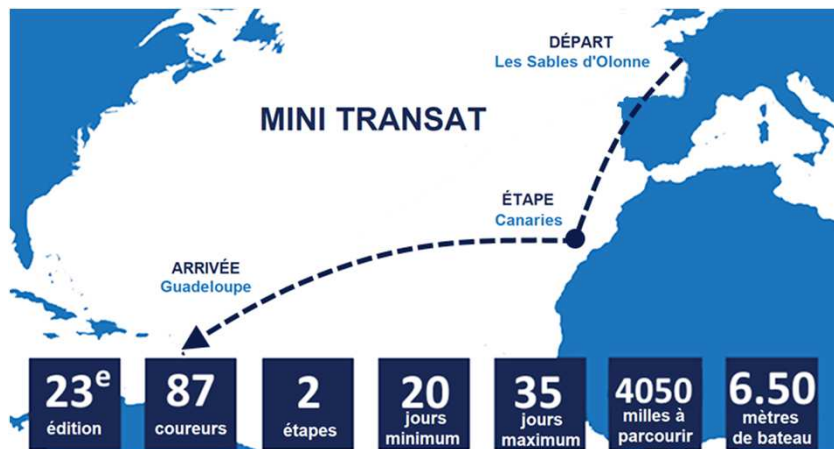 DÉPART
Les Sables d'Olonne
MINI TRANSAT
ÉTAPE
Canaries
ARRIVÉE
Guadeloupe
23e
édition
87
coureurs
2
étapes
20
jours
minimum
35
jours
maximum
4050
milles à
parcourir
6.50
mètres
de bateau